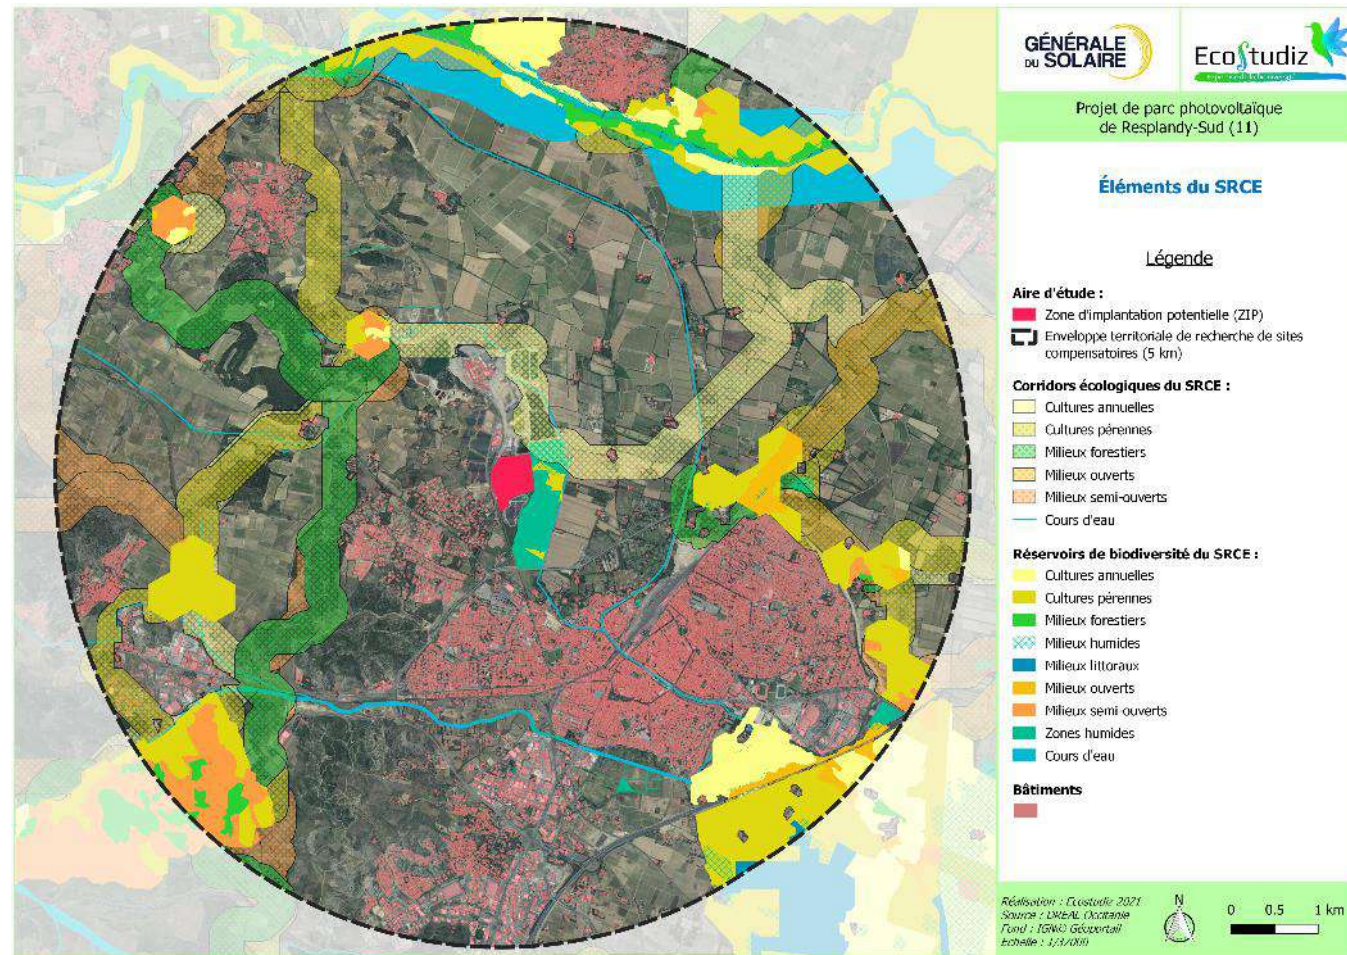 GÉNÉRALE
DU SOLAIRE
EcoStudiz
Projet de parc photovoltaïque
de Resplandy-Sud (11)
Éléments du SRCE
Légende
Aire d'étude :
Zone d'implantation potentielle (ZIP)
Enveloppe territoriale de recherche de sites
compensatoires (5 km)
Corridors écologiques du SRCE :
Cultures annuelles
Cultures pérennes
Milieux forestiers
Milieux ouverts
Milieux semi-ouverts
Cours d'eau
Réservoirs de biodiversité du SRCE :
Cultures annuelles
Cultures pérennes
Milieux forestiers
Milieux humides
Milieux littoraux
Milieux ouverts
Milieux semi-ouverts
Zones humides
Cours d'eau
Bâtiments
Réalisation : Ecostudiz 2021
Source : DREAL Occitanie
Fond : IGN© Géoportail
Echelle :
N
0 0.5 1 km